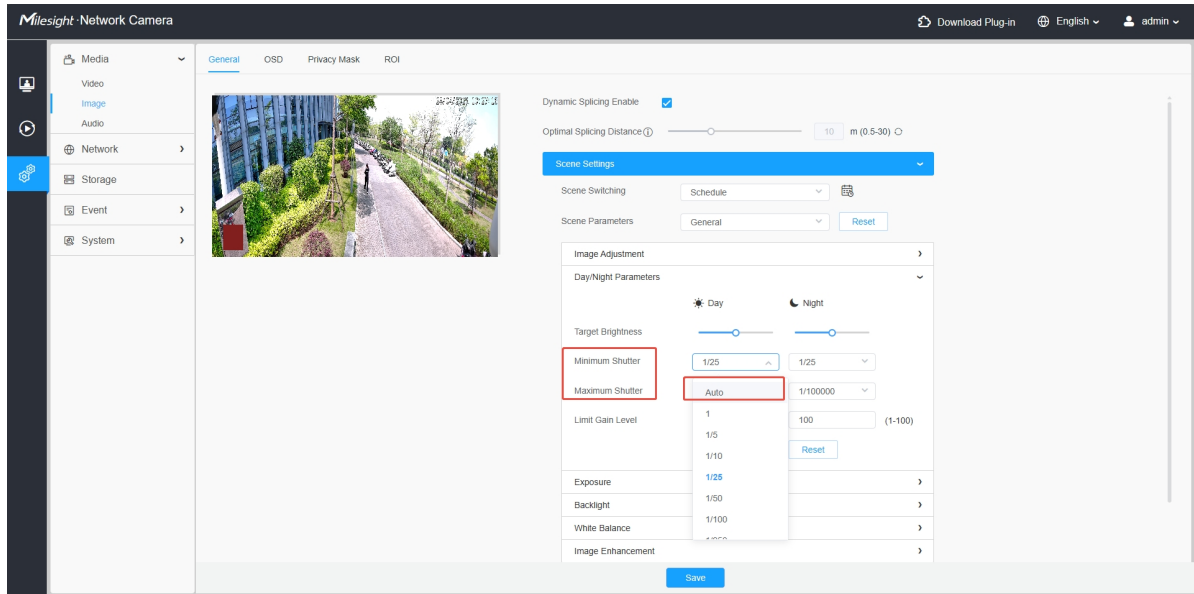 Milesight · Network Camera
Download Plug-in
English
admin
Media
Video
Image
Audio
Network
Storage
Event
System
General OSD Privacy Mask ROI
Dynamic Splicing Enable
Optimal Splicing Distance 10 m (0.5-30)
Scene Settings
Scene Switching Schedule
Scene Parameters General Reset
Image Adjustment
Day/Night Parameters
Day Night
Target Brightness
Minimum Shutter 1/25 1/25
Maximum Shutter 1/100000
Limit Gain Level 100 (1-100)
Reset
Auto
1
1/5
1/10
1/25
1/50
1/100
Exposure
Backlight
White Balance
Image Enhancement
Save